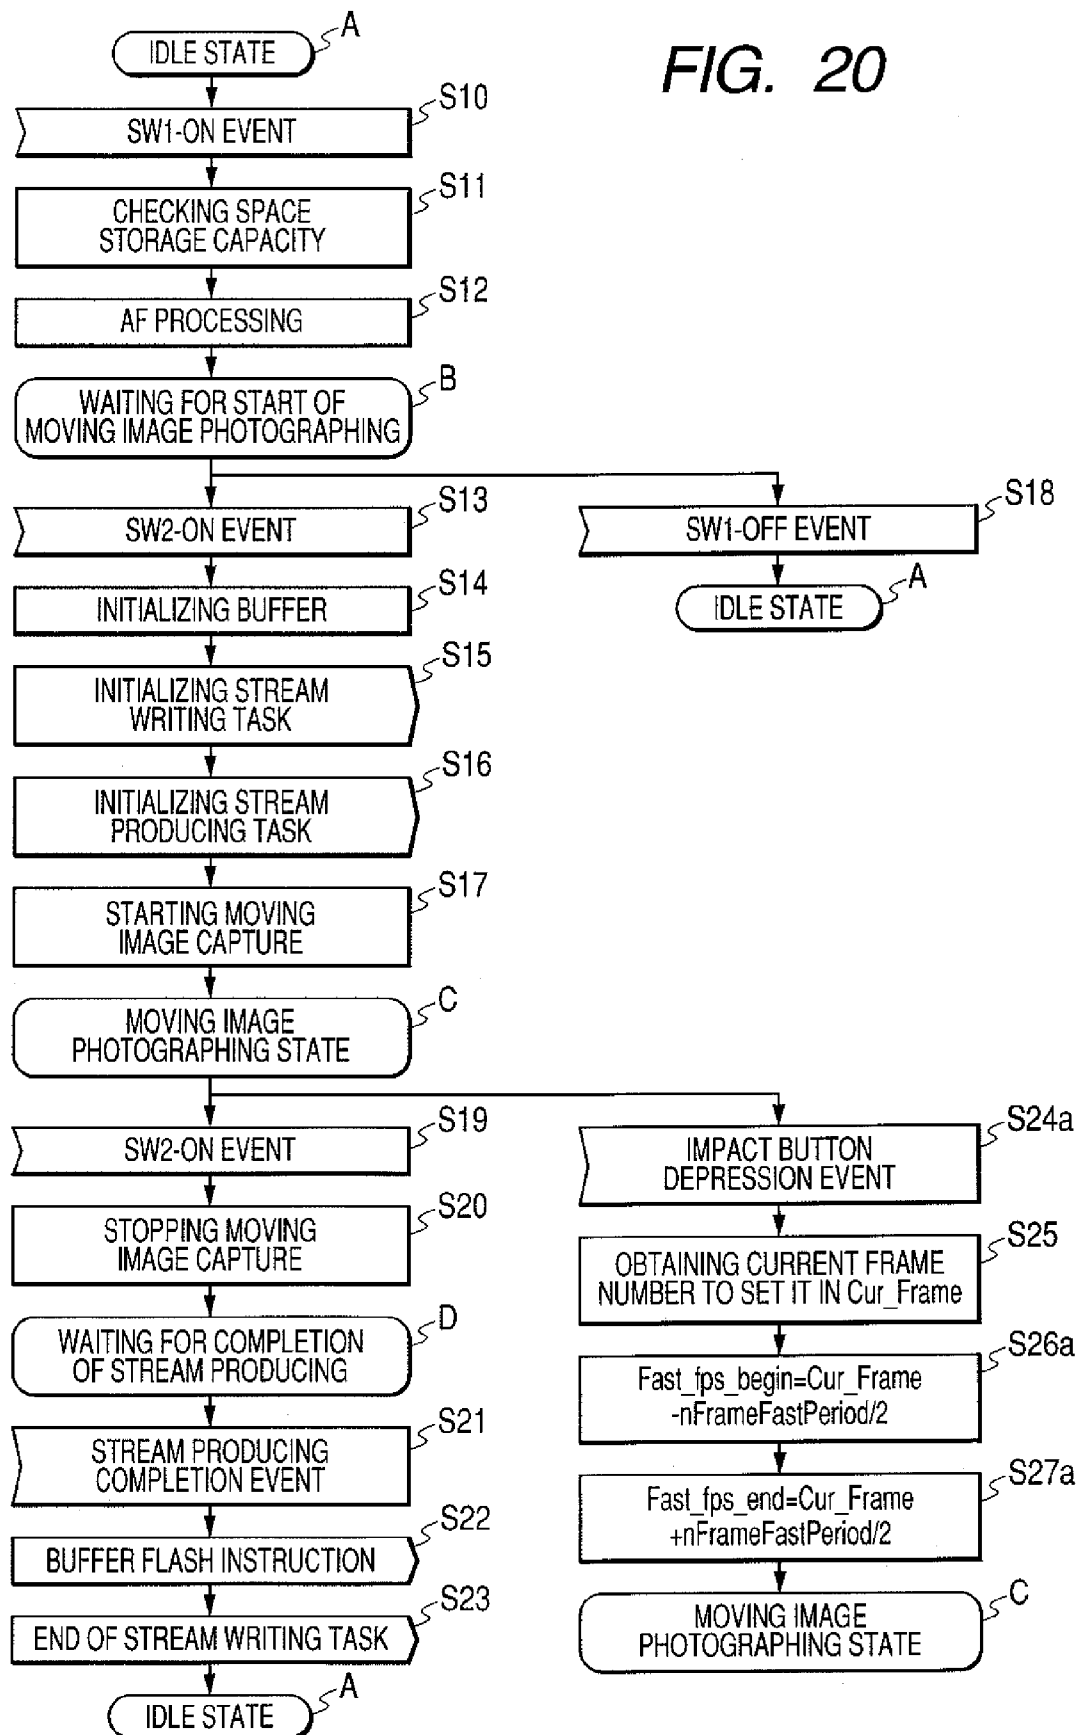 FIG. 20
IDLE STATE
A
SW1-ON EVENT
S10
CHECKING SPACE
STORAGE CAPACITY
S11
AF PROCESSING
S12
WAITING FOR START OF
MOVING IMAGE PHOTOGRAPHING
B
SW2-ON EVENT
S13
INITIALIZING BUFFER
S14
INITIALIZING STREAM
WRITING TASK
S15
INITIALIZING STREAM
PRODUCING TASK
S16
STARTING MOVING
IMAGE CAPTURE
S17
MOVING IMAGE
PHOTOGRAPHING STATE
C
SW2-ON EVENT
S19
STOPPING MOVING
IMAGE CAPTURE
S20
WAITING FOR COMPLETION
OF STREAM PRODUCING
D
STREAM PRODUCING
COMPLETION EVENT
S21
BUFFER FLASH INSTRUCTION
S22
END OF STREAM WRITING TASK
S23
IDLE STATE
A
SW1-OFF EVENT
S18
IDLE STATE
A
IMPACT BUTTON
DEPRESSION EVENT
S24a
OBTAINING CURRENT FRAME
NUMBER TO SET IT IN Cur_Frame
S25
Fast_fps_begin=Cur_Frame
-nFrameFastPeriod/2
S26a
Fast_fps_end=Cur_Frame
+nFrameFastPeriod/2
S27a
MOVING IMAGE
PHOTOGRAPHING STATE
C